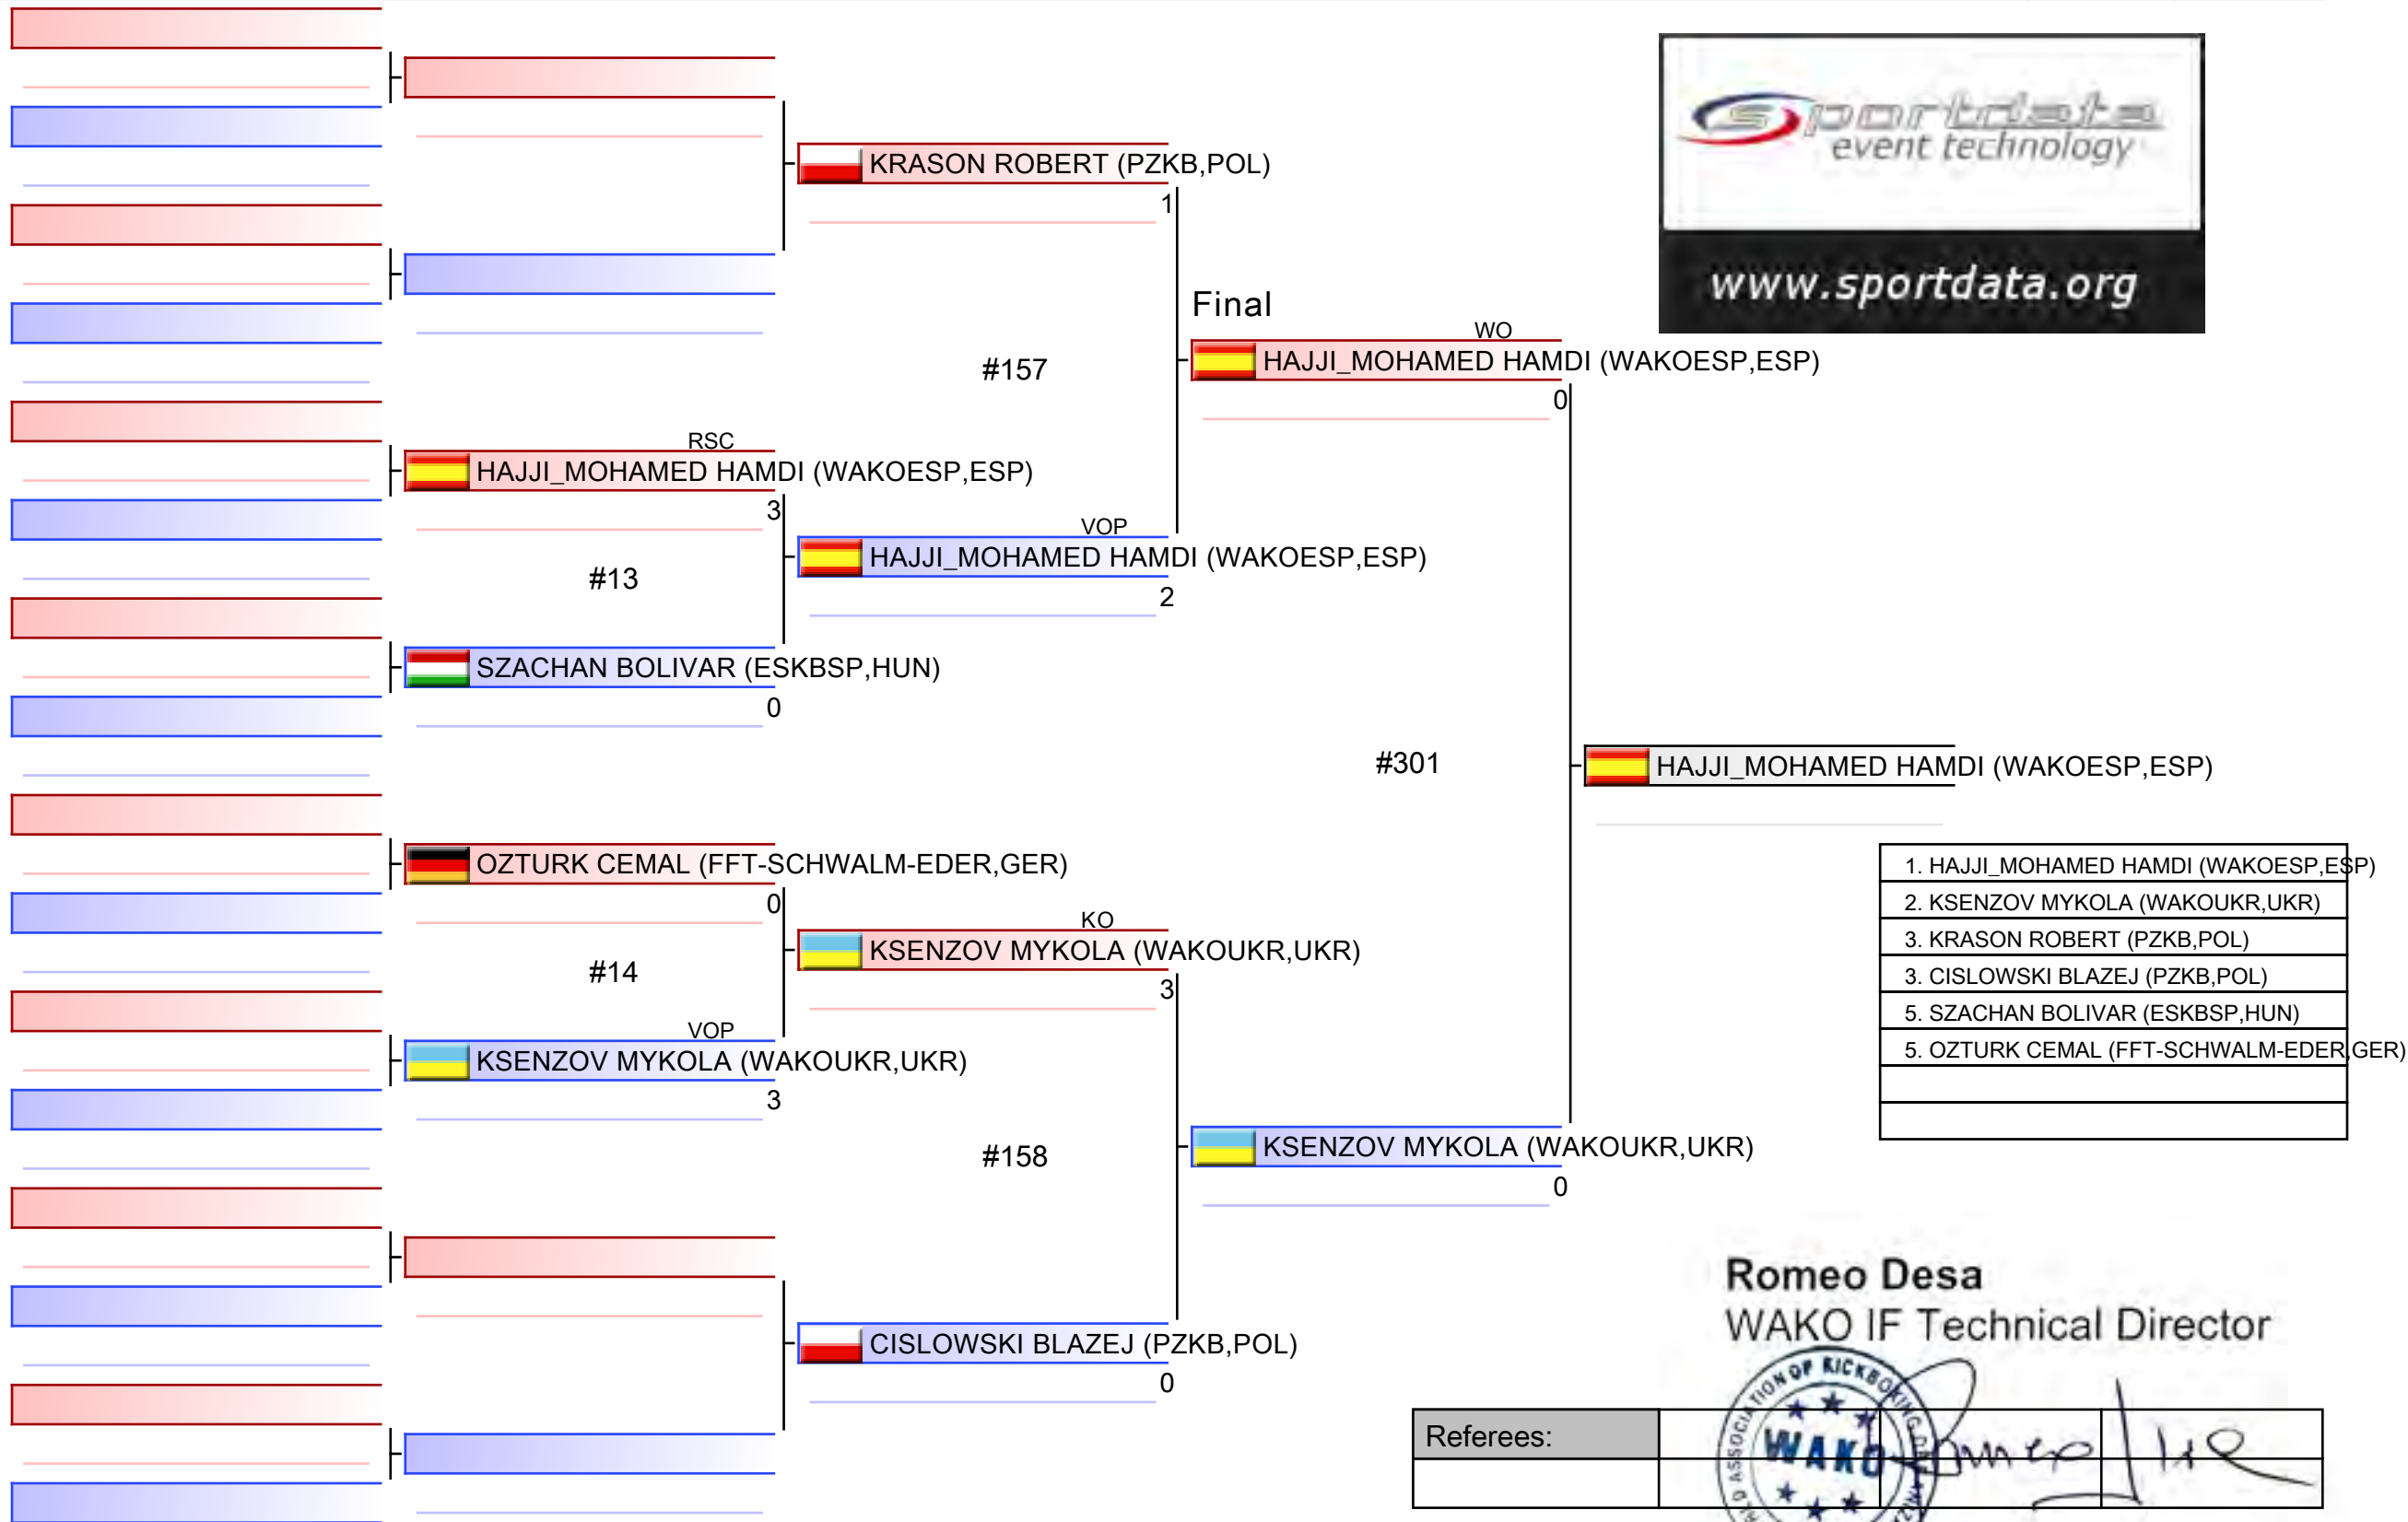 sportdata
event technology
www.sportdata.org
KRASON ROBERT (PZKB,POL)
1
Final
WO
HAJJI_MOHAMED HAMDI (WAKOESP,ESP)
0
#157
RSC
HAJJI_MOHAMED HAMDI (WAKOESP,ESP)
3
VOP
HAJJI_MOHAMED HAMDI (WAKOESP,ESP)
2
#13
SZACHAN BOLIVAR (ESKBSP,HUN)
0
#301
HAJJI_MOHAMED HAMDI (WAKOESP,ESP)
OZTURK CEMAL (FFT-SCHWALM-EDER,GER)
0
KO
KSENZOV MYKOLA (WAKOUKR,UKR)
3
#14
VOP
KSENZOV MYKOLA (WAKOUKR,UKR)
3
#158
KSENZOV MYKOLA (WAKOUKR,UKR)
0
CISLOWSKI BLAZEJ (PZKB,POL)
0
1. HAJJI_MOHAMED HAMDI (WAKOESP,ESP)
2. KSENZOV MYKOLA (WAKOUKR,UKR)
3. KRASON ROBERT (PZKB,POL)
3. CISLOWSKI BLAZEJ (PZKB,POL)
5. SZACHAN BOLIVAR (ESKBSP,HUN)
5. OZTURK CEMAL (FFT-SCHWALM-EDER,GER)
Romeo Desa
WAKO IF Technical Director
ASSOCIATION OF KICKBOXING
WAKO
Referees: